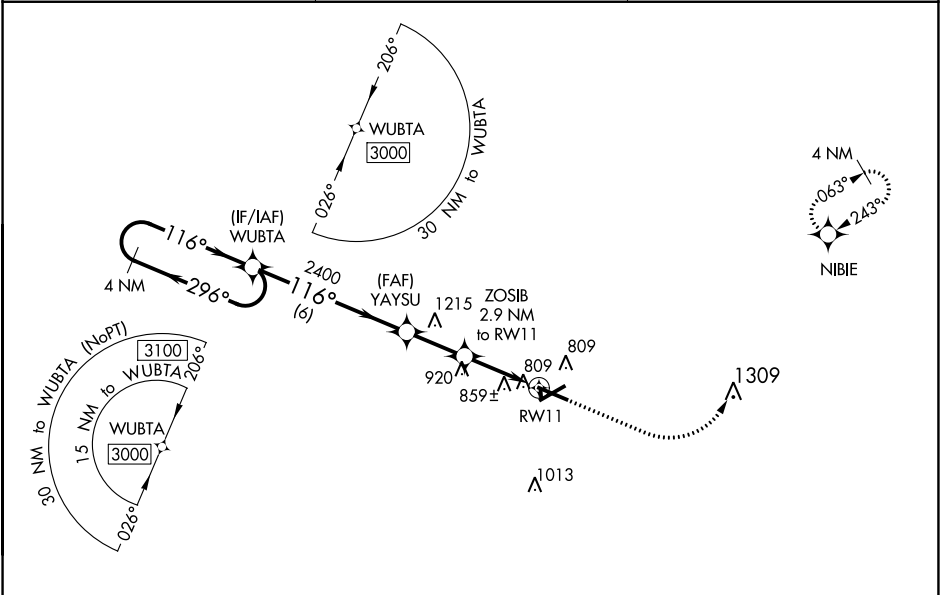 206°
WUBTA
3000
026°
30 NM to WUBTA
4 NM
063°
243°
NIBIE
(IF/IAF)
WUBTA
116°
4 NM
296°
2400
116°
(6)
(FAF)
YAYSU
1215
ZOSIB
2.9 NM
to RW11
920
859±
809
809
RW11
1309
1013
30 NM to WUBTA (NoPT)
3100
206°
15 NM to WUBTA
WUBTA
3000
026°